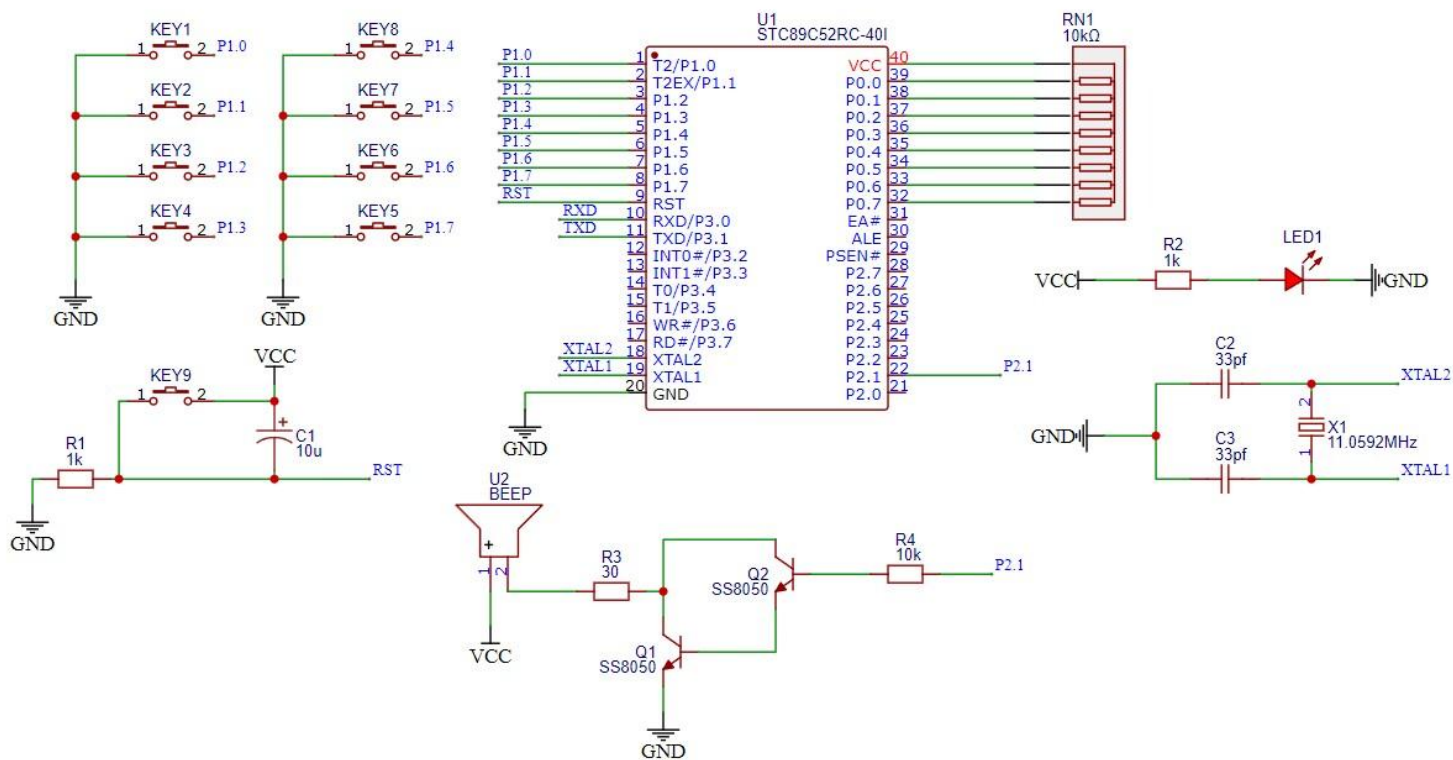 KEY1
1 2 P1.0
KEY8
1 2 P1.4
KEY2
1 2 P1.1
KEY7
1 2 P1.5
KEY3
1 2 P1.2
KEY6
1 2 P1.6
KEY4
1 2 P1.3
KEY5
1 2 P1.7
GND
GND
U1
STC89C52RC-40I
P1.0 1 T2/P1.0
P1.1 2 T2EX/P1.1
P1.2 3 P1.2
P1.3 4 P1.3
P1.4 5 P1.4
P1.5 6 P1.5
P1.6 7 P1.6
P1.7 8 P1.7
RST 9 RST
RXD 10 RXD/P3.0
TXD 11 TXD/P3.1
12 INT0#/P3.2
13 INT1#/P3.3
14 T0/P3.4
15 T1/P3.5
16 WR#/P3.6
17 RD#/P3.7
XTAL2 18 XTAL2
XTAL1 19 XTAL1
20 GND
GND
VCC 40
P0.0 39
P0.1 38
P0.2 37
P0.3 36
P0.4 35
P0.5 34
P0.6 33
P0.7 32
EA# 31
ALE 30
PSEN# 29
P2.7 28
P2.6 27
P2.5 26
P2.4 25
P2.3 24
P2.2 23
P2.1 22 P2.1
P2.0 21
RN1
10kΩ
R2
1k
LED1
VCC
GND
VCC
KEY9
1 2
+
C1
10u
R1
1k
RST
GND
C2
33pf
XTAL2
2
GND
X1
11.0592MHz
C3
33pf
1
XTAL1
U2
BEEP
+
1 2
VCC
R3
30
Q2
SS8050
R4
10k
P2.1
Q1
SS8050
GND